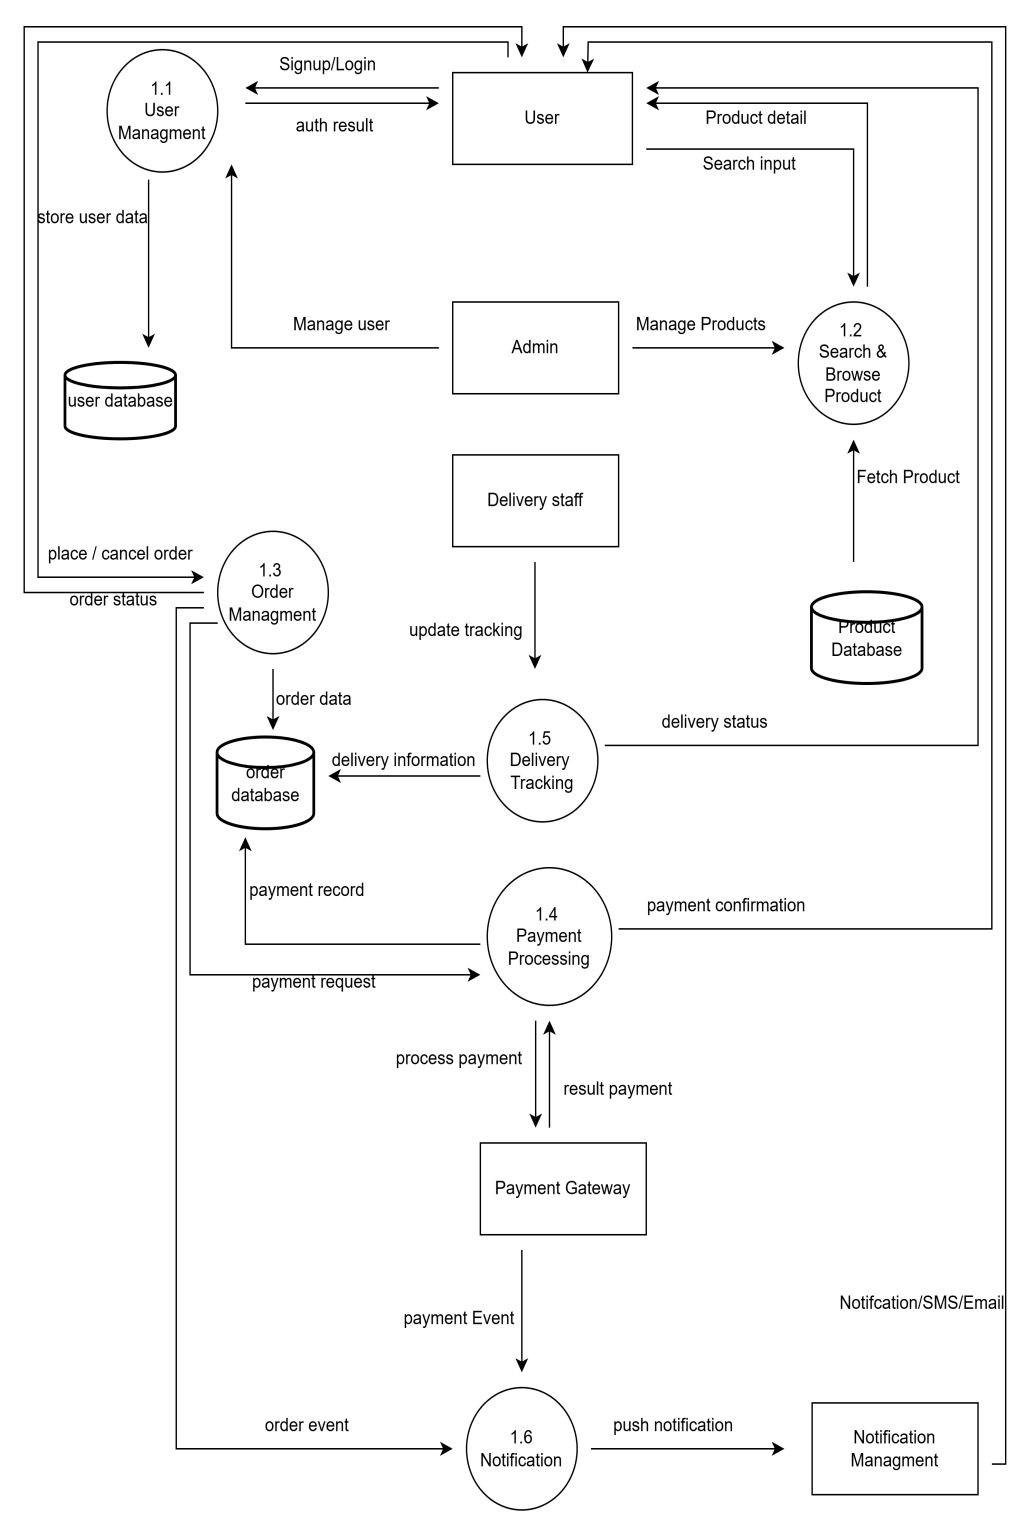 Signup/Login
1.1
User
Managment
User
auth result
Product detail
Search input
store user data
Manage user
Admin
Manage Products
1.2
Search &
Browse
Product
user database
Delivery staff
Fetch Product
place / cancel order
order status
1.3
Order
Managment
update tracking
Product
Database
order data
delivery status
order
database
delivery information
1.5
Delivery
Tracking
payment record
payment confirmation
1.4
Payment
Processing
payment request
process payment
result payment
Payment Gateway
payment Event
Notifcation/SMS/Email
order event
1.6
Notification
push notification
Notification
Managment